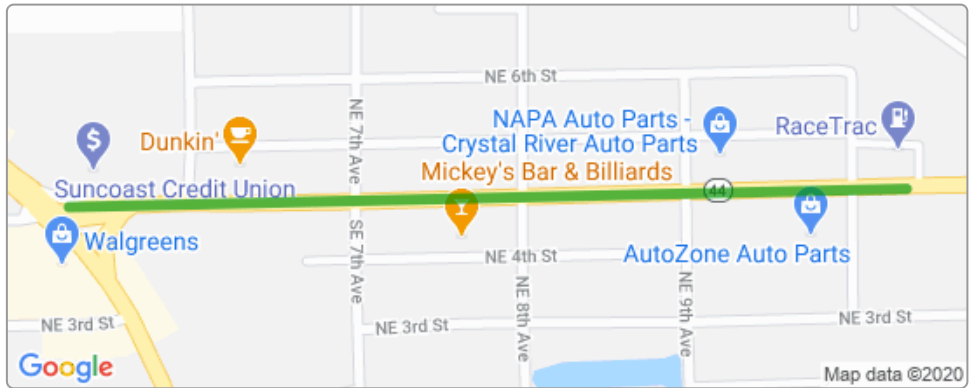 NE 6th St
NE 7th Ave
Dunkin'
NAPA Auto Parts -
Crystal River Auto Parts
RaceTrac
Mickey's Bar & Billiards
$
Suncoast Credit Union
44
Walgreens
SE 7th Ave
NE 4th St
AutoZone Auto Parts
NE 8th Ave
NE 9th Ave
NE 3rd St
NE 3rd St
NE 3rd St
Google
Map data ©2020